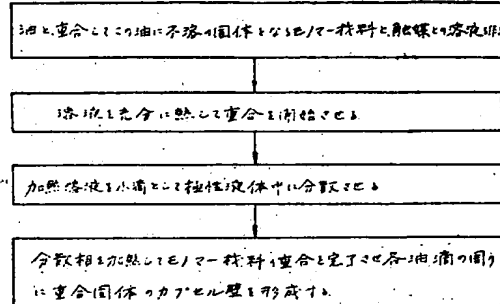 油と重合してこの油に不溶の固体となるモノマー材料と触媒との溶液
溶液を充分に熱して重合を開始させる
加熱溶液を小滴として極性液体中に分散させる
分散相を加熱してモノマー材料の重合を完了させ各油滴の周り
に重合固体のカプセル壁を形成する.